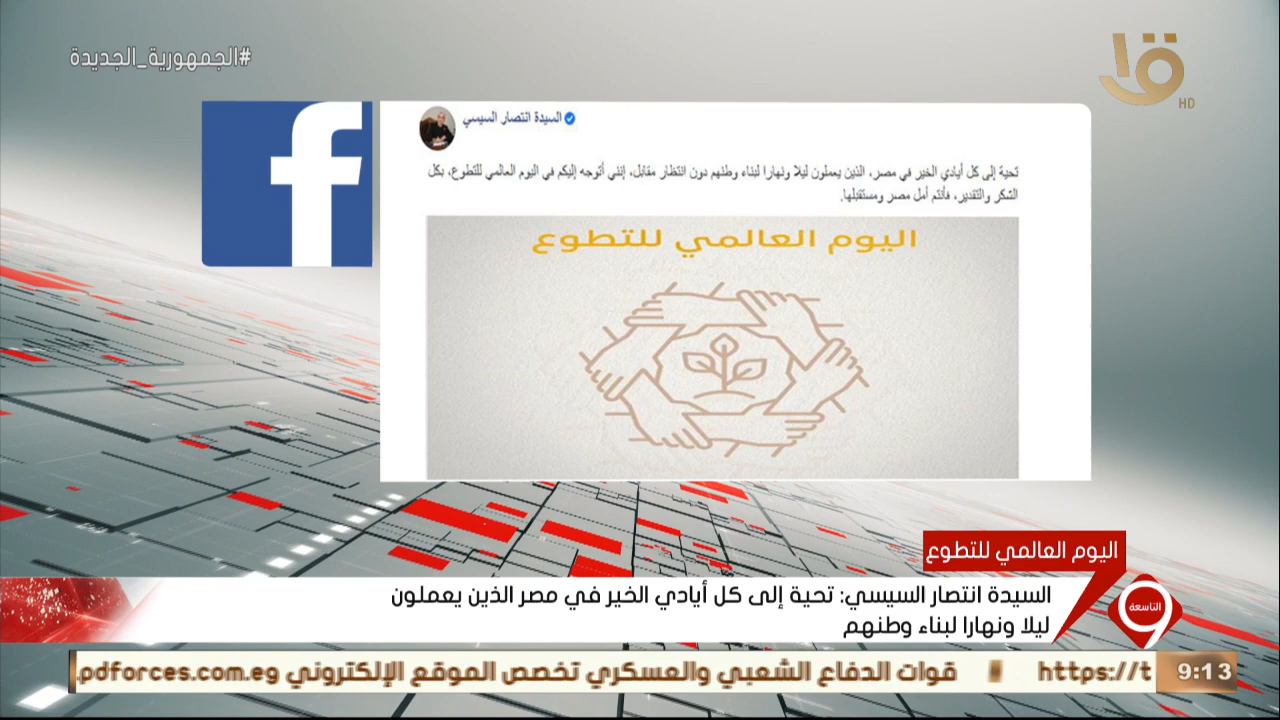 #الجمهورية_الجديدة
HD
السيدة انتصار السيسي
تحية إلى كل أيادي الخير في مصر، الذين يعملون ليلا ونهارا لبناء وطنهم دون انتظار مقابل، إنني أتوجه إليكم في اليوم العالمي للتطوع، بكل
الشكر والتقدير، فأنتم أمل مصر ومستقبلها.
اليوم العالمي للتطوع
اليوم العالمي للتطوع
السيدة انتصار السيسي: تحية إلى كل أيادي الخير في مصر الذين يعملون
ليلا ونهارا لبناء وطنهم
التاسعة
9
https://t قوات الدفاع الشعبي والعسكري تخصص الموقع الإلكتروني pdforces.com.eg.
9:13